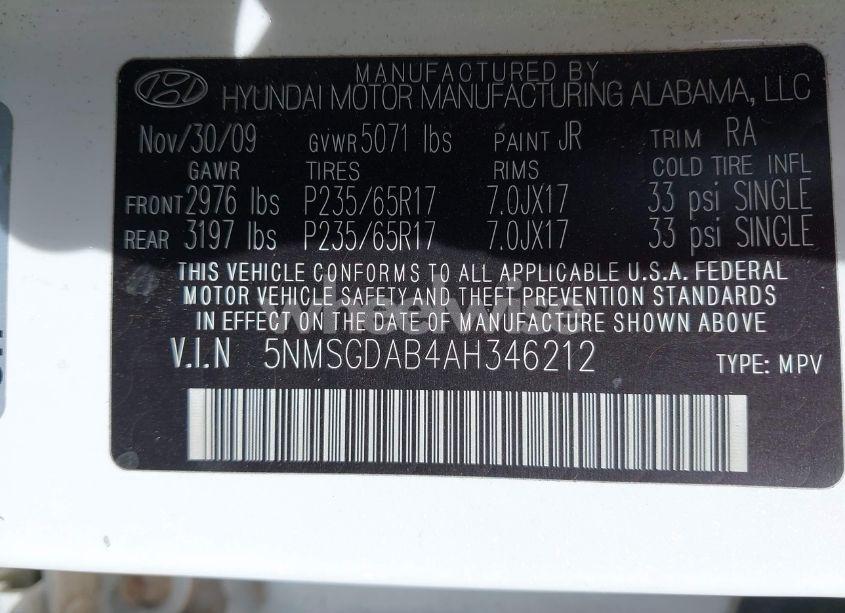 MANUFACTURED BY
HYUNDAI MOTOR MANUFACTURING ALABAMA, LLC
Nov/30/09 GVWR 5071 lbs PAINT JR TRIM RA
GAWR TIRES RIMS COLD TIRE INFL
FRONT 2976 lbs P235/65R17 7.0JX17 33 psi SINGLE
REAR 3197 lbs P235/65R17 7.0JX17 33 psi SINGLE
THIS VEHICLE CONFORMS TO ALL APPLICABLE U.S.A. FEDERAL
MOTOR VEHICLE SAFETY AND THEFT PREVENTION STANDARDS
IN EFFECT ON THE DATE OF MANUFACTURE SHOWN ABOVE
wheelwise
V.I.N 5NMSGDAB4AH346212 TYPE: MPV